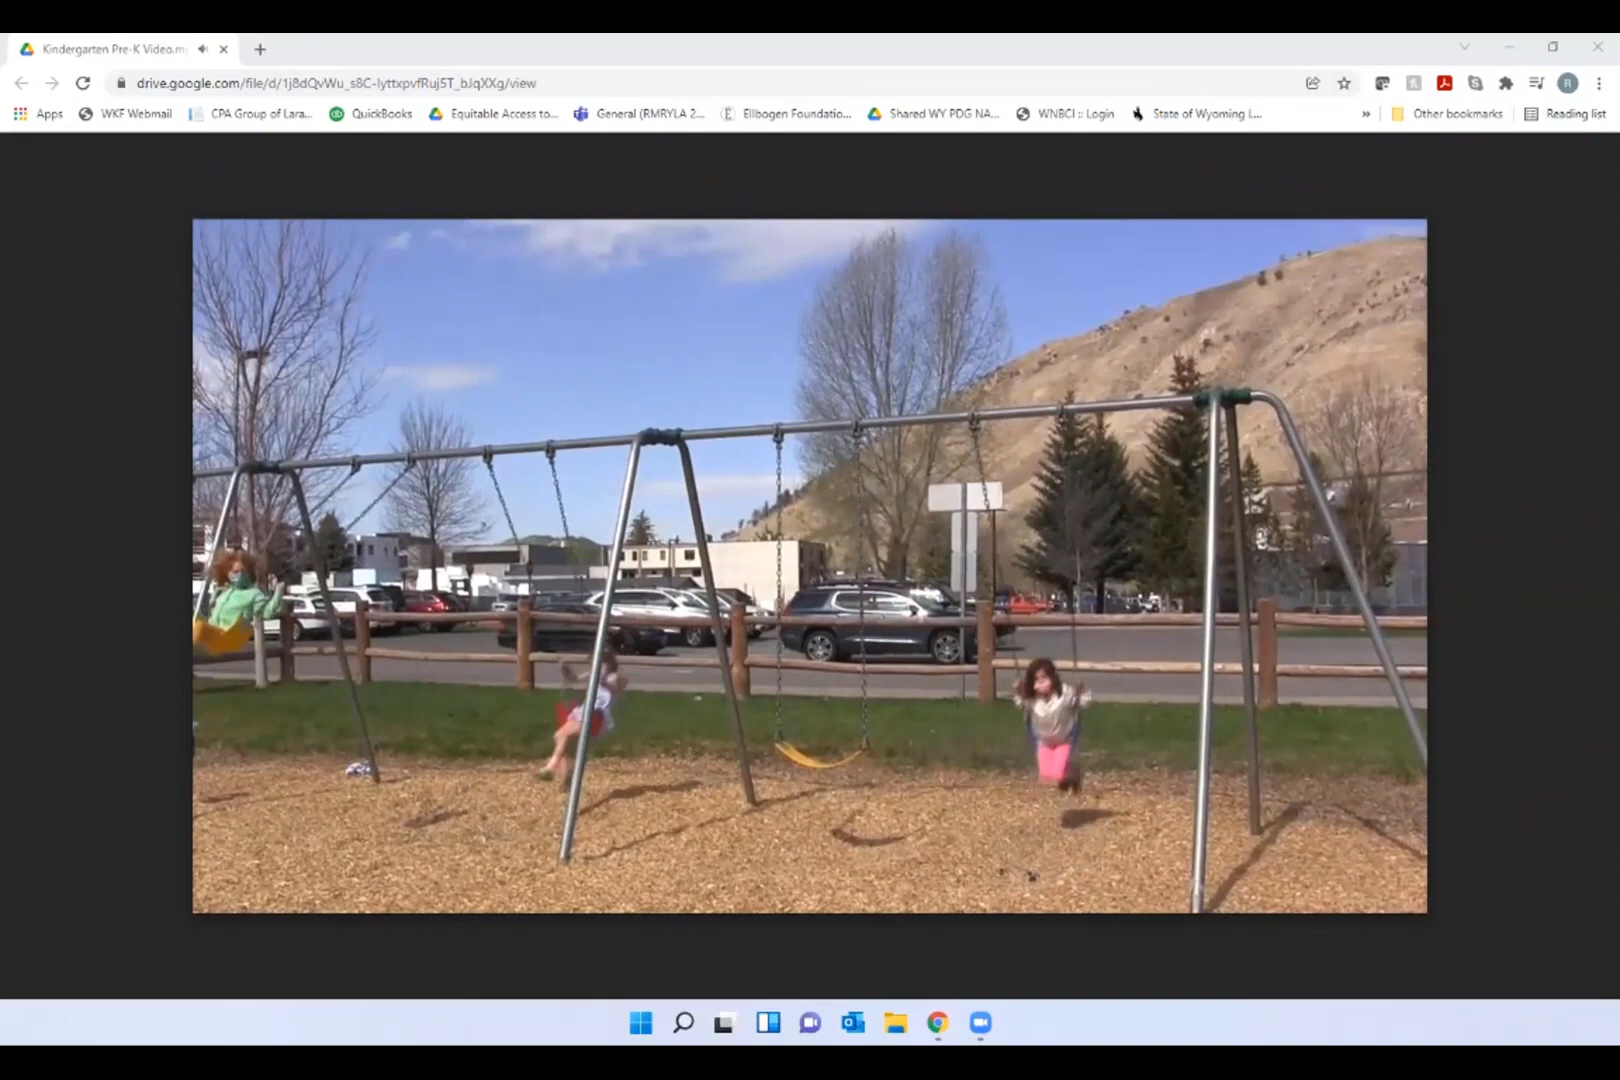 Kindergarten Pre-K Video.m
drive.google.com/file/d/1j8dQvWu_s8C-lyttxpvfRuj5T_bJqXXg/view
R
Apps WKF Webmail CPA Group of Lara... QuickBooks Equitable Access to... General (RMRYLA 2... Ellbogen Foundatio... Shared WY PDG NA... WNBCI :: Login State of Wyoming L... » Other bookmarks Reading list